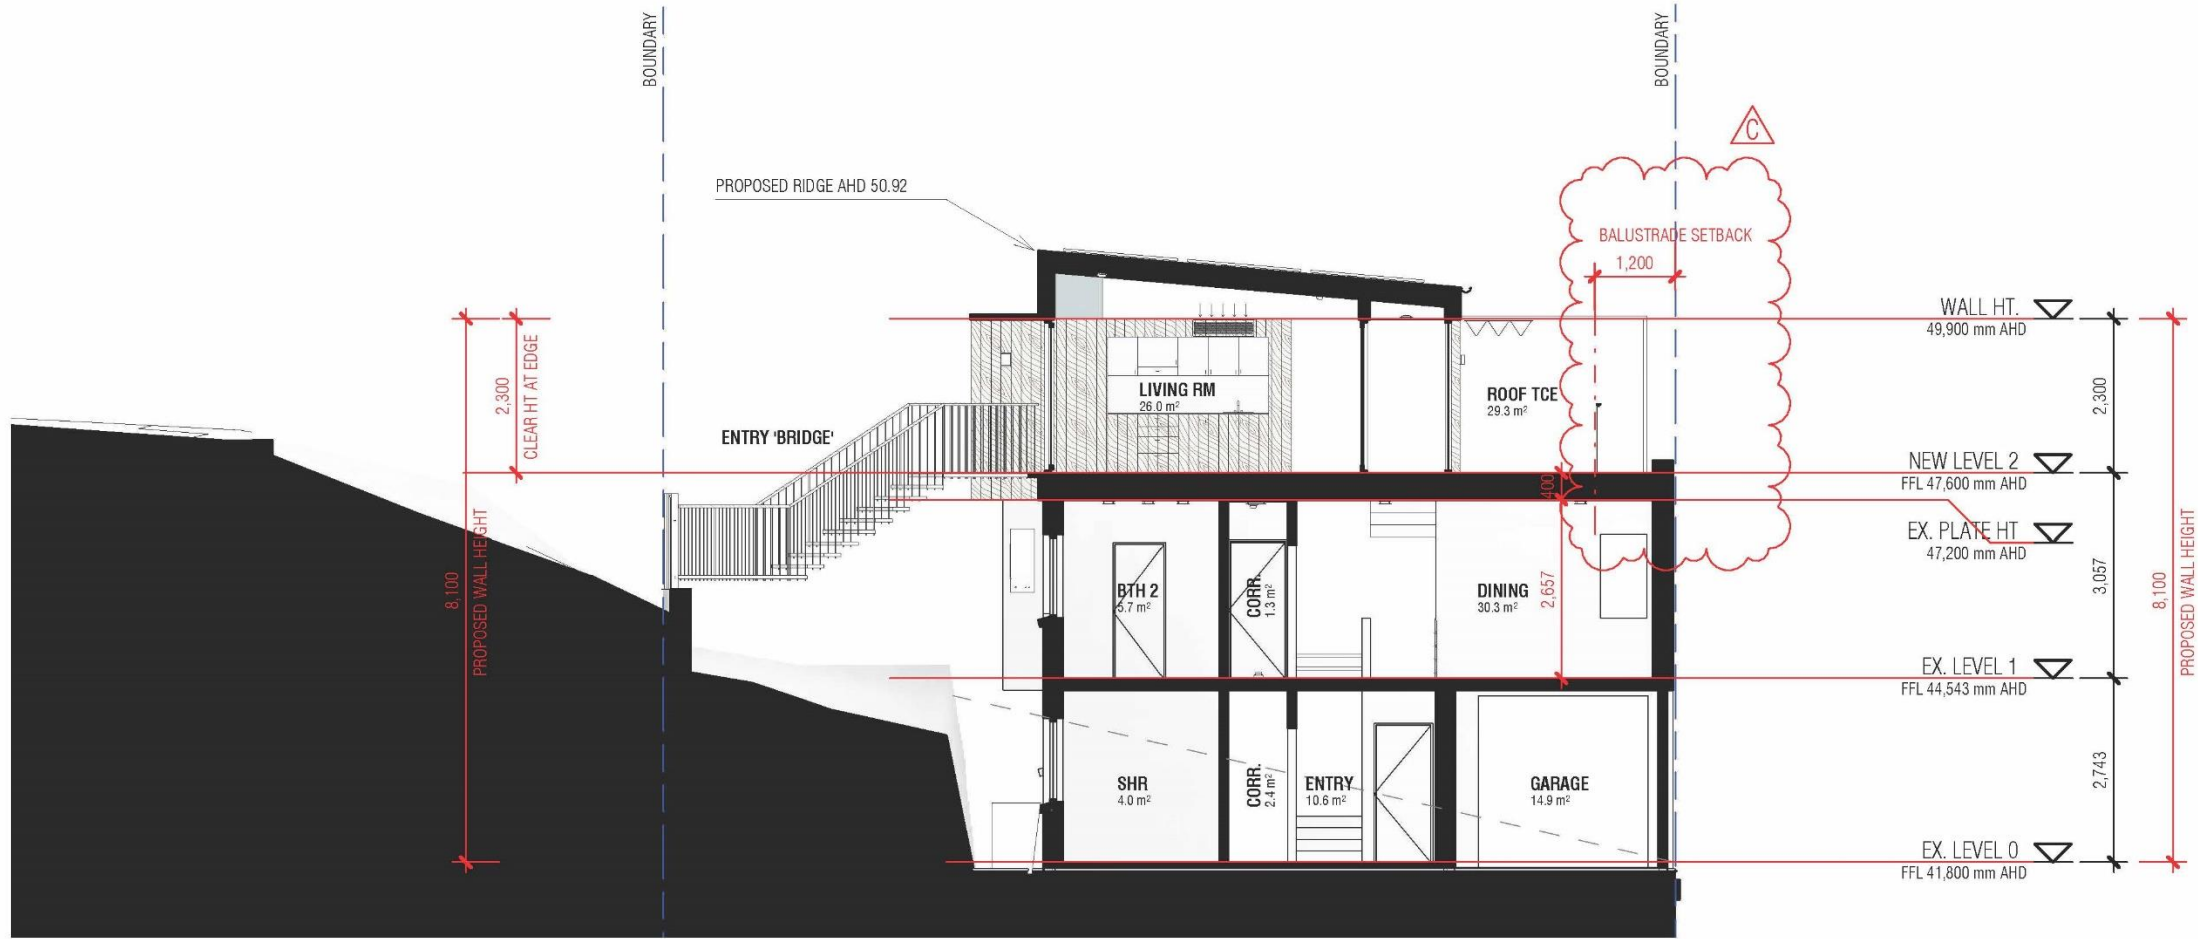 BOUNDARY
BOUNDARY
C
PROPOSED RIDGE AHD 50.92
BALUSTRADE SETBACK
1,200
WALL HT.
49,900 mm AHD
2,300
CLEAR HT AT EDGE
LIVING RM
26.0 m²
ROOF TCE
29.3 m²
2,300
ENTRY 'BRIDGE'
NEW LEVEL 2
FFL 47,600 mm AHD
400
EX. PLATE HT
47,200 mm AHD
8,100
PROPOSED WALL HEIGHT
BTH 2
5.7 m²
CORR.
1.3 m²
DINING
30.3 m²
2,657
3,057
8,100
PROPOSED WALL HEIGHT
EX. LEVEL 1
FFL 44,543 mm AHD
SHR
4.0 m²
CORR.
2.4 m²
ENTRY
10.6 m²
GARAGE
14.9 m²
2,743
EX. LEVEL 0
FFL 41,800 mm AHD